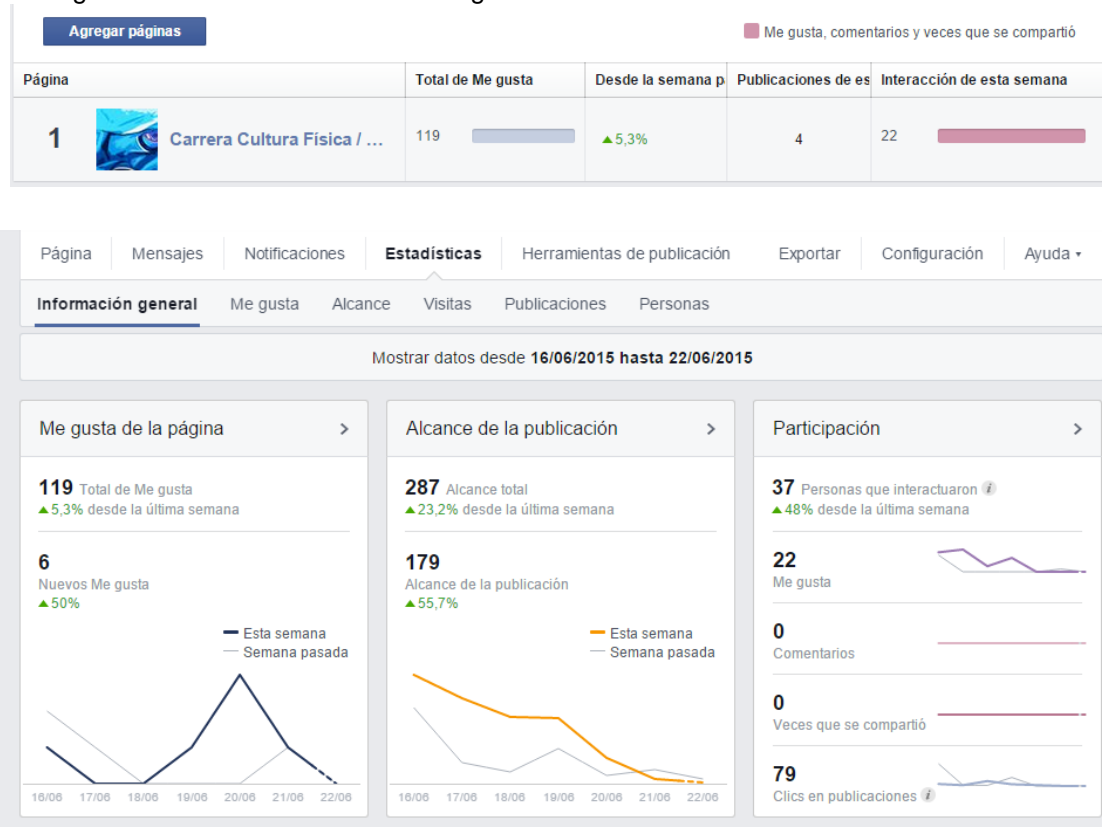 Agregar páginas
Me gusta, comentarios y veces que se compartió
Página Total de Me gusta Desde la semana p Publicaciones de es Interacción de esta semana
1 Carrera Cultura Física / ... 119 5,3% 4 22
Página Mensajes Notificaciones Estadísticas Herramientas de publicación Exportar Configuración Ayuda
Información general Me gusta Alcance Visitas Publicaciones Personas
Mostrar datos desde 16/06/2015 hasta 22/06/2015
Me gusta de la página
119 Total de Me gusta
5,3% desde la última semana
6
Nuevos Me gusta
50%
Esta semana
Semana pasada
16/06 17/06 18/06 19/06 20/06 21/06 22/06
Alcance de la publicación
287 Alcance total
23,2% desde la última semana
179
Alcance de la publicación
55,7%
Esta semana
Semana pasada
16/06 17/06 18/06 19/06 20/06 21/06 22/06
Participación
37 Personas que interactuaron i
48% desde la última semana
22
Me gusta
0
Comentarios
0
Veces que se compartió
79
Clics en publicaciones i